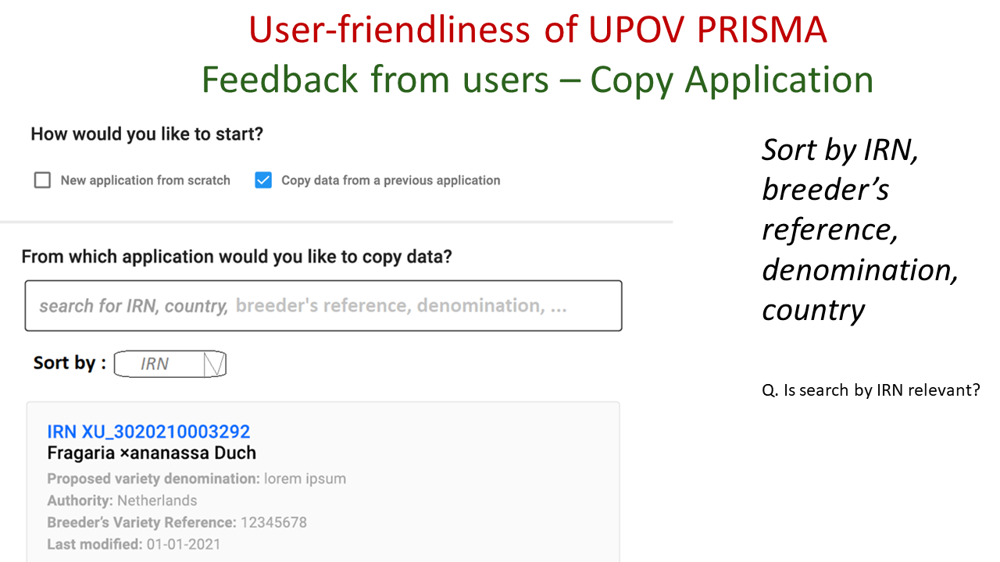 User-friendliness of UPOV PRISMA
Feedback from users – Copy Application
How would you like to start?
New application from scratch
Copy data from a previous application
From which application would you like to copy data?
search for IRN, country, breeder's reference, denomination, ...
Sort by : IRN
IRN XU_3020210003292
Fragaria ×ananassa Duch
Proposed variety denomination: lorem ipsum
Authority: Netherlands
Breeder’s Variety Reference: 12345678
Last modified: 01-01-2021
Sort by IRN,
breeder’s
reference,
denomination,
country
Q. Is search by IRN relevant?